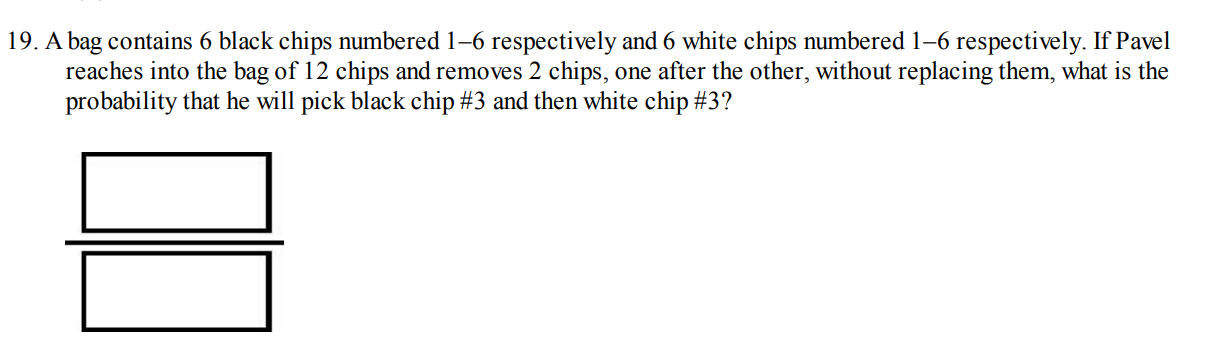 19. A bag contains 6 black chips numbered 1–6 respectively and 6 white chips numbered 1–6 respectively. If Pavel
reaches into the bag of 12 chips and removes 2 chips, one after the other, without replacing them, what is the
probability that he will pick black chip #3 and then white chip #3?